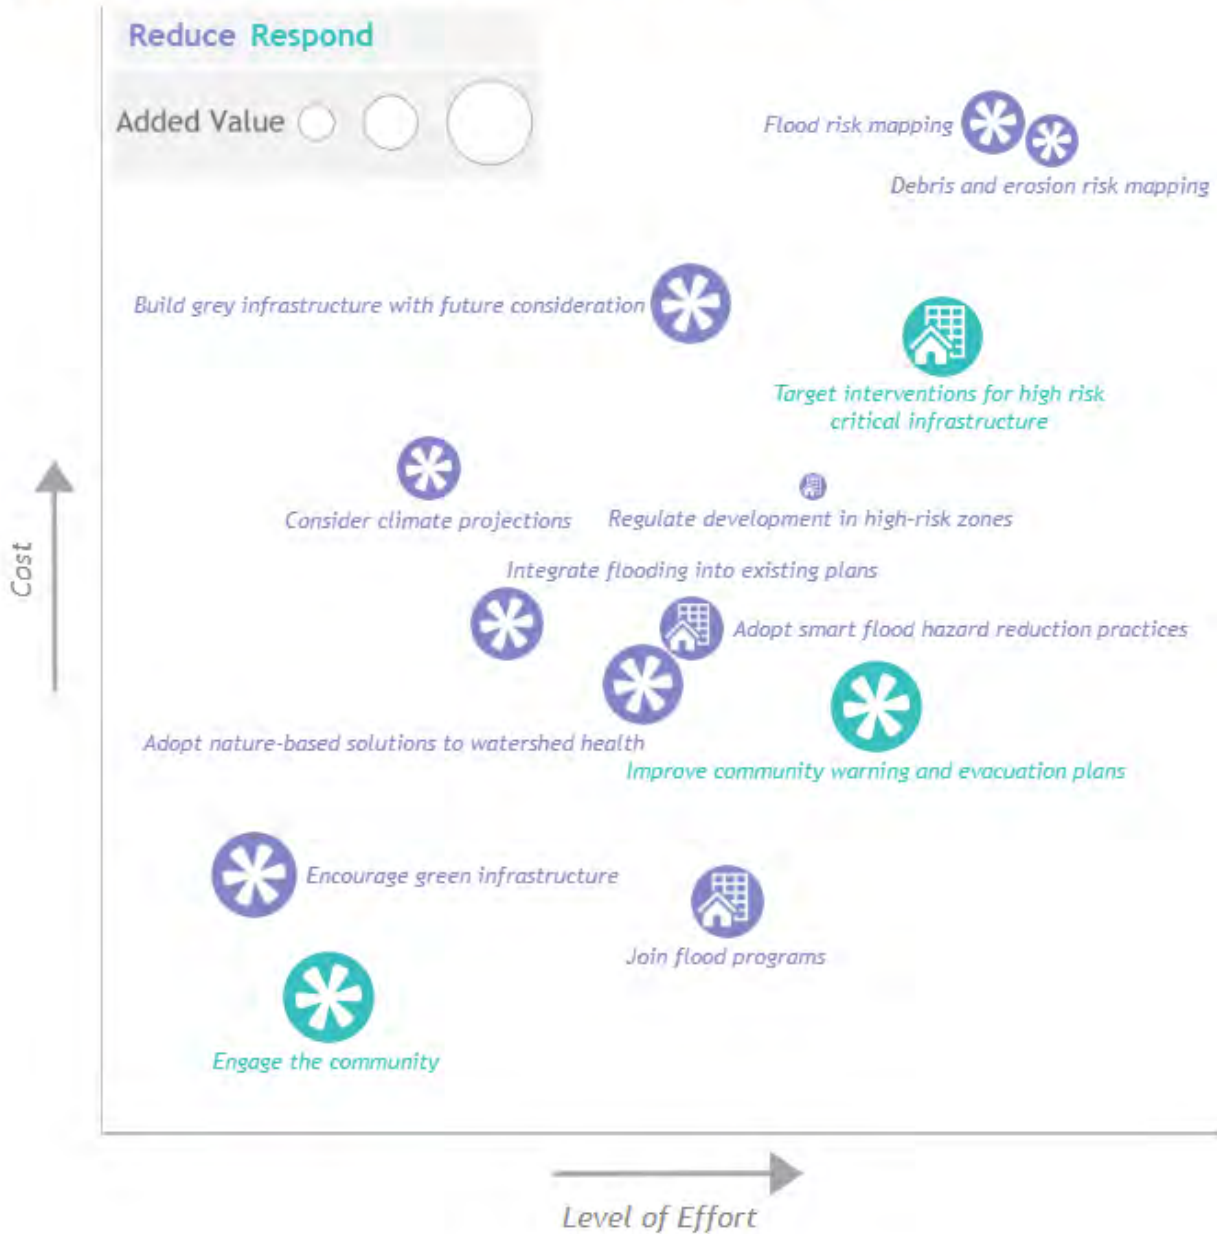 Reduce Respond
Added Value
Flood risk mapping
Debris and erosion risk mapping
Build grey infrastructure with future consideration
Target interventions for high risk
critical infrastructure
Consider climate projections
Regulate development in high-risk zones
Integrate flooding into existing plans
Adopt smart flood hazard reduction practices
Adopt nature-based solutions to watershed health
Improve community warning and evacuation plans
Encourage green infrastructure
Join flood programs
Engage the community
Cost
Level of Effort